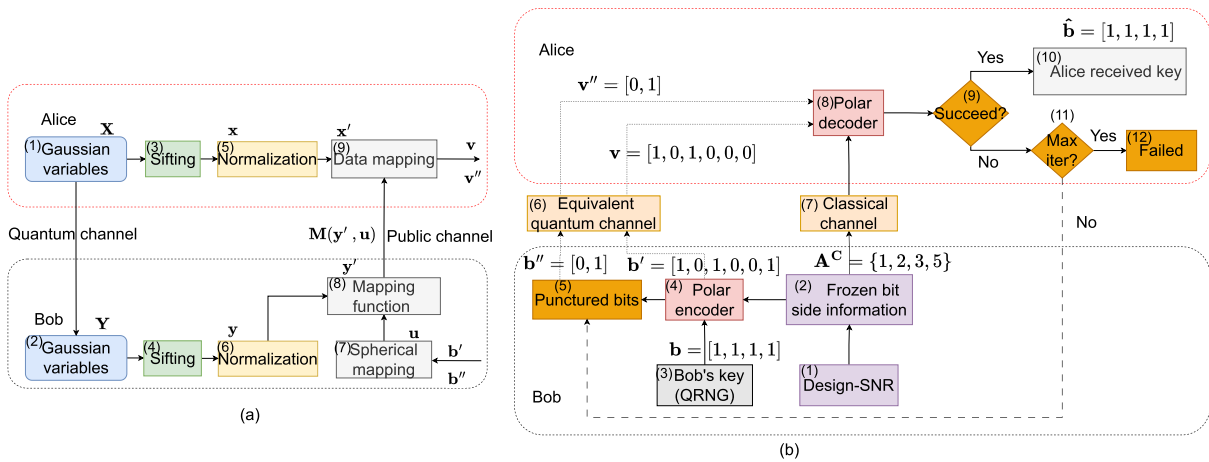 Alice
X
(1) Gaussian
variables
(3)
Sifting
x
(5)
Normalization
x′
(9)
Data mapping
v
v″
Quantum channel
M(y′, u)
Public channel
Bob
Y
(2) Gaussian
variables
(4)
Sifting
y
(6)
Normalization
y′
(8) Mapping
function
u
(7) Spherical
mapping
b′
b″
(a)
Alice
v″ = [0, 1]
v = [1, 0, 1, 0, 0, 0]
(8) Polar
decoder
(9)
Succeed?
Yes
No
b̂ = [1, 1, 1, 1]
(10)
Alice received key
(11)
Max
iter?
Yes
(12)
Failed
No
(6) Equivalent
quantum channel
(7) Classical
channel
b″ = [0, 1]
b′ = [1, 0, 1, 0, 0, 1]
A^C = {1, 2, 3, 5}
(5)
Punctured bits
(4) Polar
encoder
(2) Frozen bit
side information
b = [1, 1, 1, 1]
(3) Bob's key
(QRNG)
(1)
Design-SNR
Bob
(b)